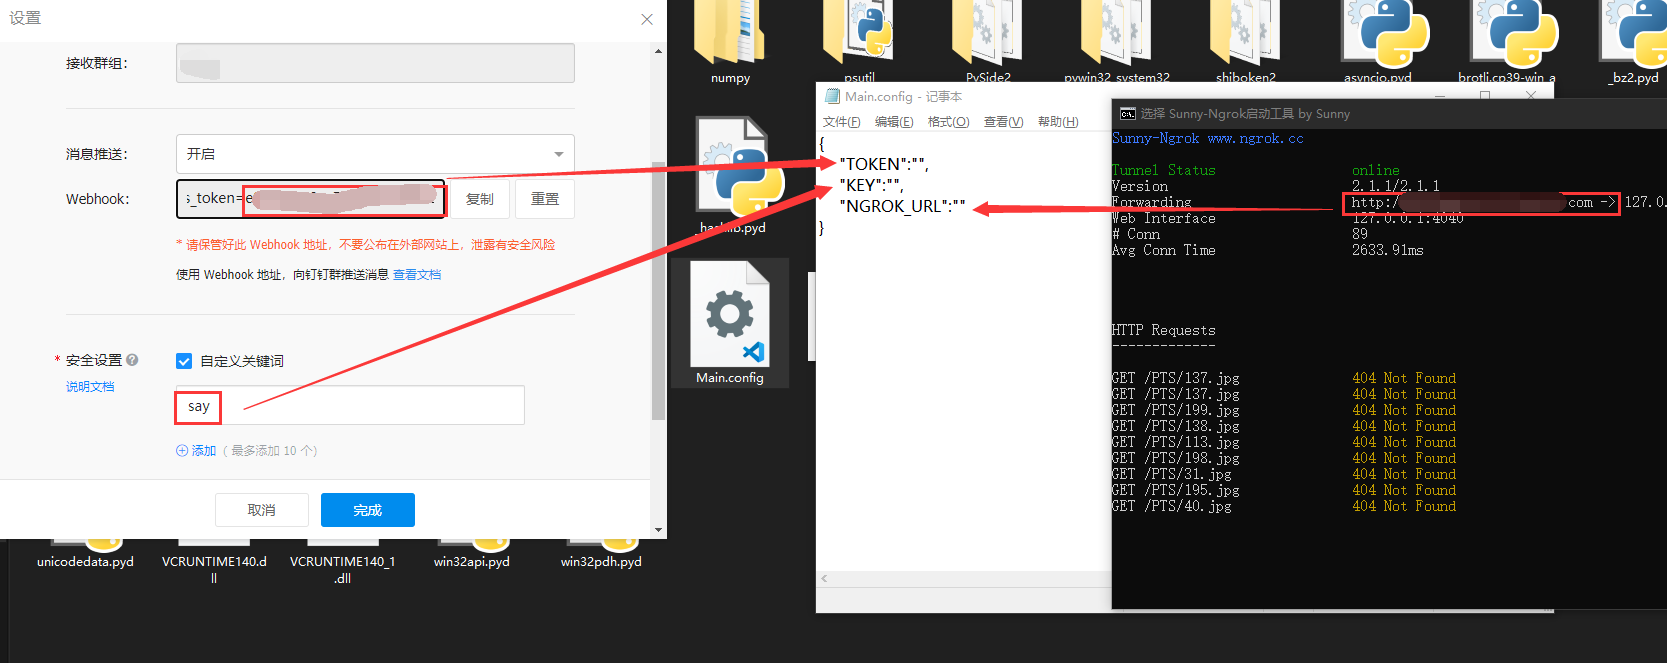 设置
接收群组：
消息推送：
开启
Webhook：
s_token=e
复制
重置
* 请保管好此 Webhook 地址，不要公布在外部网站上，泄露有安全风险
使用 Webhook 地址，向钉钉群推送消息 查看文档
* 安全设置
自定义关键词
说明文档
say
添加 （ 最多添加 10 个）
取消
完成
numpy
psutil
PySide2
pywin32_system32
shiboken2
_asyncio.pyd
_brotli.cp39-win_a
_bz2.pyd
_hashlib.pyd
Main.config
unicodedata.pyd
VCRUNTIME140.d
ll
VCRUNTIME140_1
.dll
win32api.pyd
win32pdh.pyd
Main.config - 记事本
文件(F) 编辑(E) 格式(O) 查看(V) 帮助(H)
{
"TOKEN":"",
"KEY":"",
"NGROK_URL":""
}
选择 Sunny-Ngrok启动工具 by Sunny
Sunny-Ngrok www.ngrok.cc
Tunnel Status online
Version 2.1.1/2.1.1
Forwarding http:/ com -> 127.0.
Web Interface 127.0.0.1:4040
# Conn 89
Avg Conn Time 2633.91ms
HTTP Requests
-------------
GET /PTS/137.jpg 404 Not Found
GET /PTS/137.jpg 404 Not Found
GET /PTS/199.jpg 404 Not Found
GET /PTS/138.jpg 404 Not Found
GET /PTS/113.jpg 404 Not Found
GET /PTS/198.jpg 404 Not Found
GET /PTS/31.jpg 404 Not Found
GET /PTS/195.jpg 404 Not Found
GET /PTS/40.jpg 404 Not Found